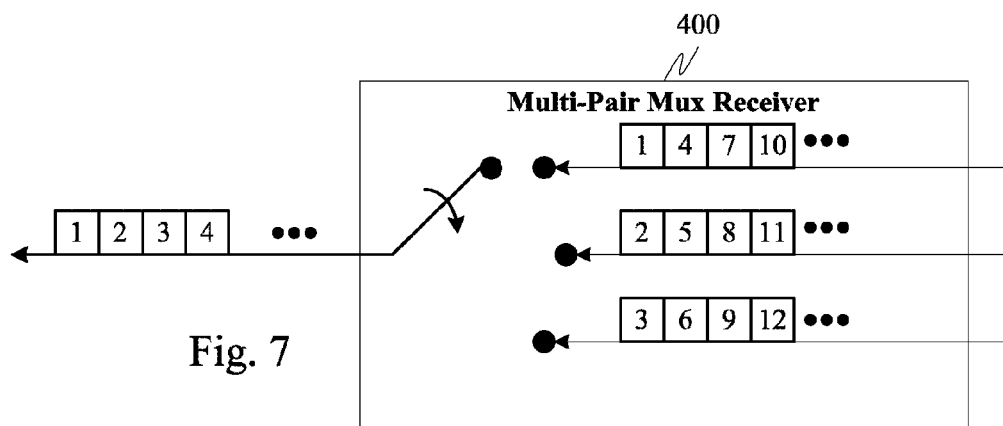 400
Multi-Pair Mux Receiver
1 4 7 10 •••
1 2 3 4 •••
2 5 8 11 •••
3 6 9 12 •••
Fig. 7